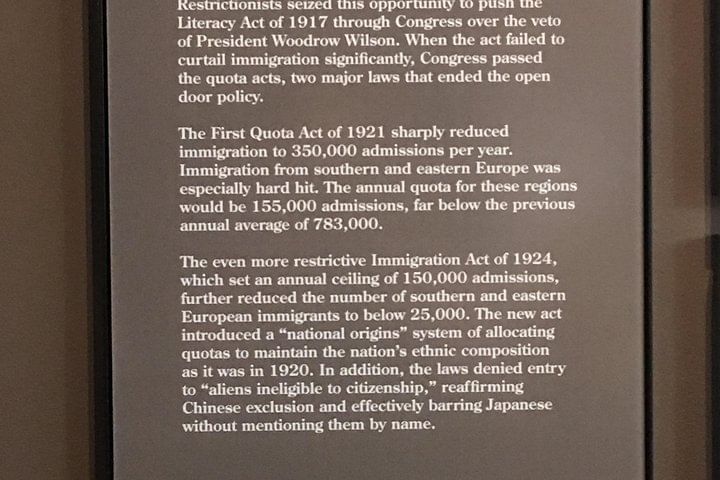 Restrictionists seized this opportunity to push the
Literacy Act of 1917 through Congress over the veto
of President Woodrow Wilson. When the act failed to
curtail immigration significantly, Congress passed
the quota acts, two major laws that ended the open
door policy.
The First Quota Act of 1921 sharply reduced
immigration to 350,000 admissions per year.
Immigration from southern and eastern Europe was
especially hard hit. The annual quota for these regions
would be 155,000 admissions, far below the previous
annual average of 783,000.
The even more restrictive Immigration Act of 1924,
which set an annual ceiling of 150,000 admissions,
further reduced the number of southern and eastern
European immigrants to below 25,000. The new act
introduced a “national origins” system of allocating
quotas to maintain the nation’s ethnic composition
as it was in 1920. In addition, the laws denied entry
to “aliens ineligible to citizenship,” reaffirming
Chinese exclusion and effectively barring Japanese
without mentioning them by name.